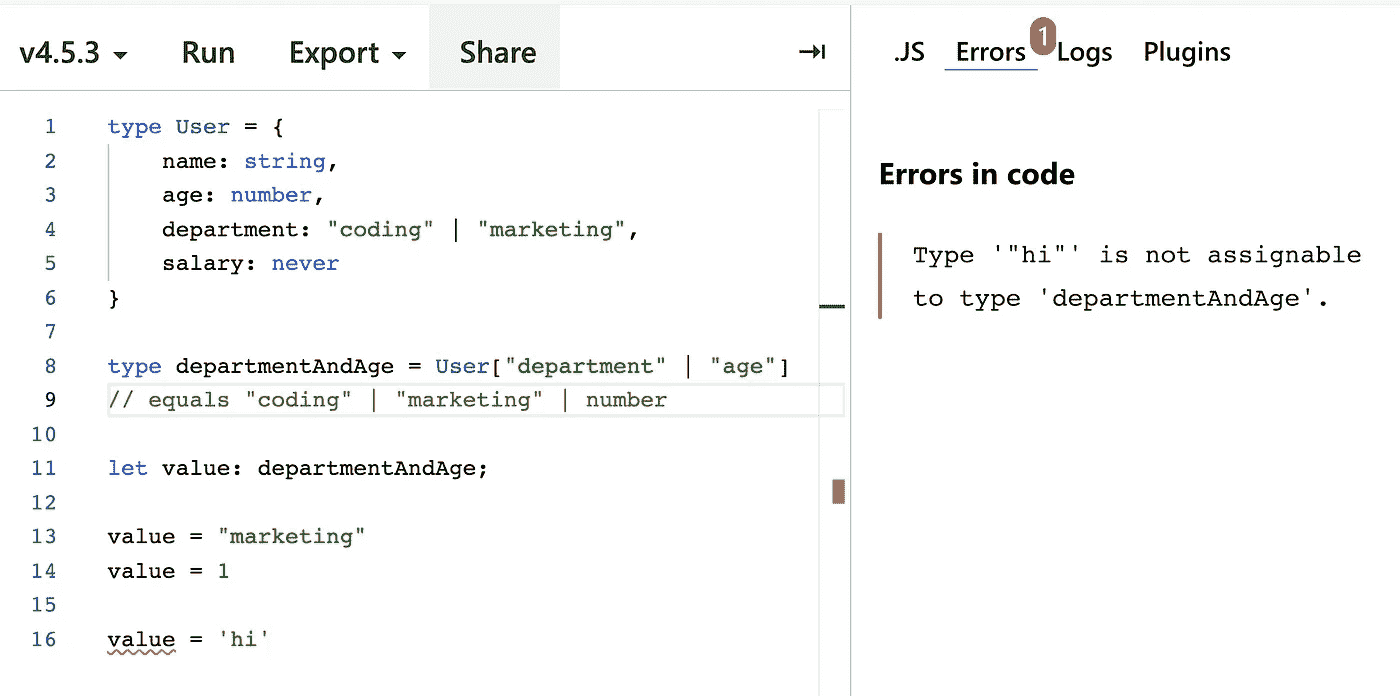 v4.5.3 Run Export Share
.JS Errors 1 Logs Plugins
1 type User = {
2     name: string,
3     age: number,
4     department: "coding" | "marketing",
5     salary: never
6 }
7
8 type departmentAndAge = User["department" | "age"]
9 // equals "coding" | "marketing" | number
10
11 let value: departmentAndAge;
12
13 value = "marketing"
14 value = 1
15
16 value = 'hi'
Errors in code
Type '"hi"' is not assignable
to type 'departmentAndAge'.